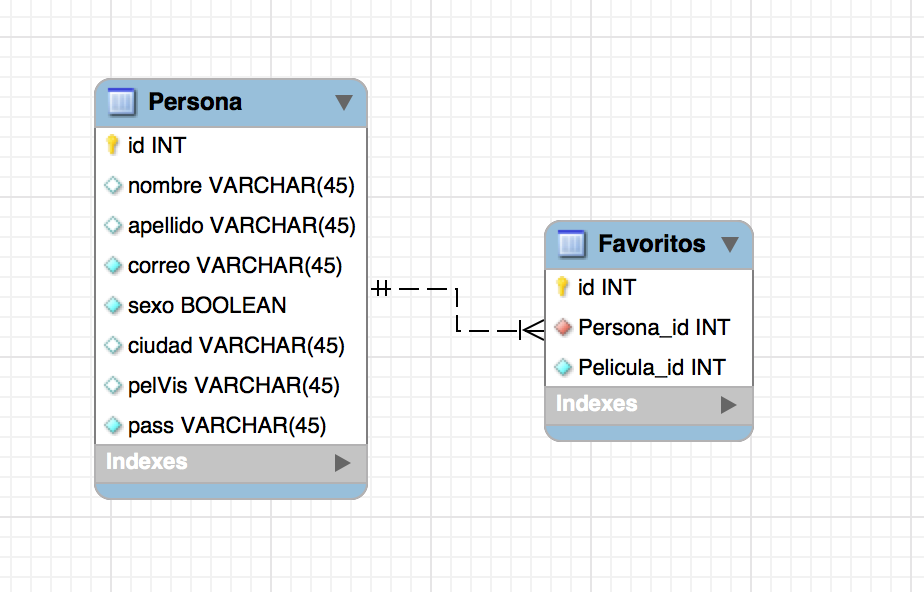 Persona
id INT
nombre VARCHAR(45)
apellido VARCHAR(45)
correo VARCHAR(45)
sexo BOOLEAN
ciudad VARCHAR(45)
pelVis VARCHAR(45)
pass VARCHAR(45)
Indexes
Favoritos
id INT
Persona_id INT
Pelicula_id INT
Indexes